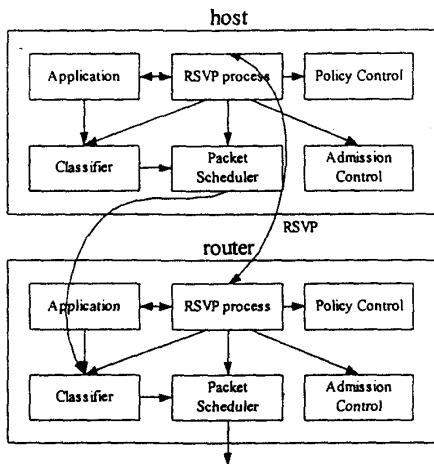 host
Application
RSVP process
Policy Control
Classifier
Packet
Scheduler
Admission
Control
RSVP
router
Application
RSVP process
Policy Control
Classifier
Packet
Scheduler
Admission
Control